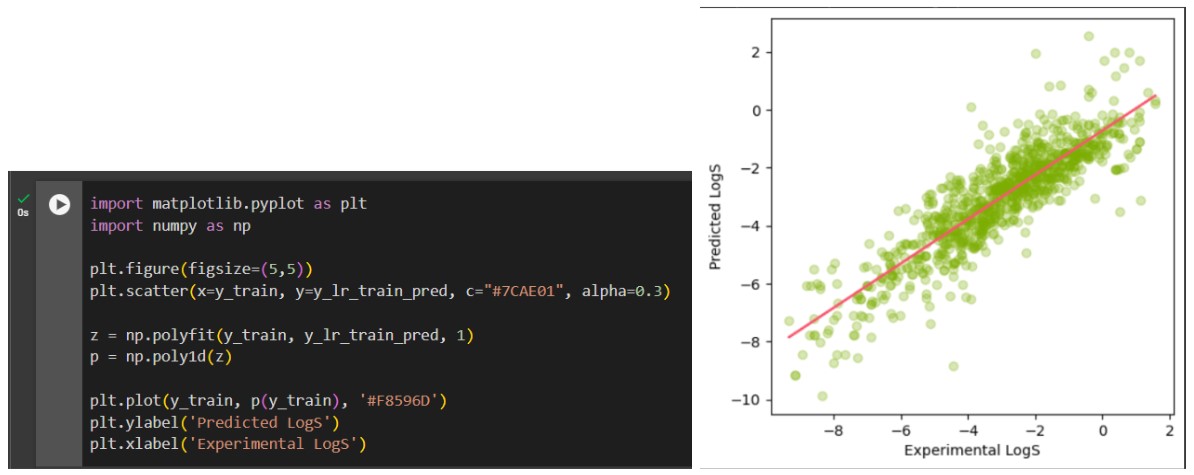 0s
import matplotlib.pyplot as plt
import numpy as np
plt.figure(figsize=(5,5))
plt.scatter(x=y_train, y=y_lr_train_pred, c="#7CAE01", alpha=0.3)
z = np.polyfit(y_train, y_lr_train_pred, 1)
p = np.poly1d(z)
plt.plot(y_train, p(y_train), '#F8596D')
plt.ylabel('Predicted LogS')
plt.xlabel('Experimental LogS')
2
0
−2
−4
−6
−8
−10
Predicted LogS
−8 −6 −4 −2 0 2
Experimental LogS